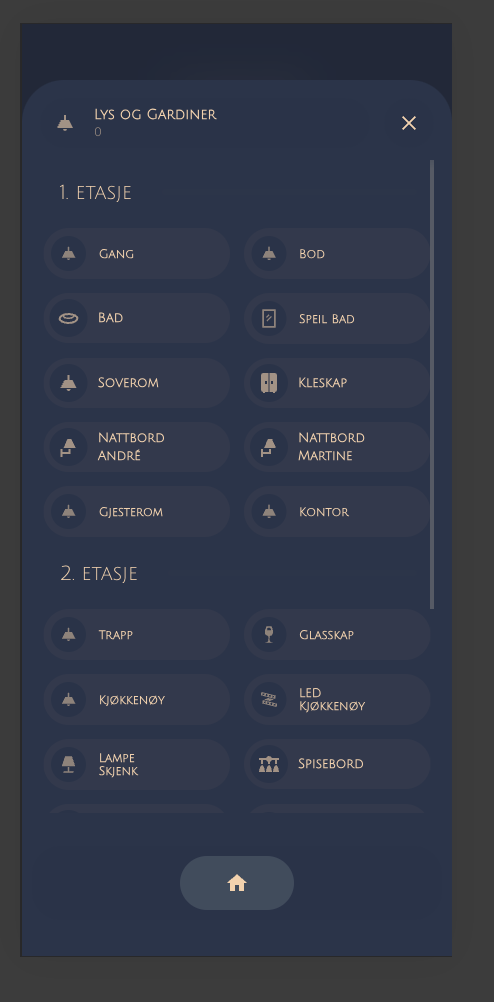 Lys og Gardiner
0
1. etasje
Gang
Bod
Bad
Speil Bad
Soverom
Kleskap
Nattbord
André
Nattbord
Martine
Gjesterom
Kontor
2. etasje
Trapp
Glasskap
Kjøkkenøy
LED
Kjøkkenøy
Lampe
Skjenk
Spisebord